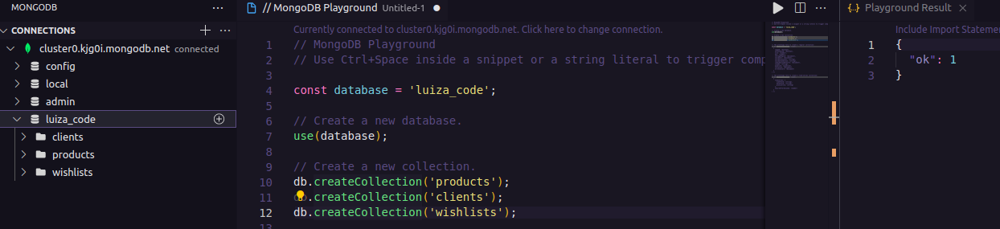 MONGODB
CONNECTIONS
cluster0.kjg0i.mongodb.net connected
config
local
admin
luiza_code
clients
products
wishlists
// MongoDB Playground Untitled-1
Currently connected to cluster0.kjg0i.mongodb.net. Click here to change connection.
1 // MongoDB Playground
2 // Use Ctrl+Space inside a snippet or a string literal to trigger comp
3
4 const database = 'luiza_code';
5
6 // Create a new database.
7 use(database);
8
9 // Create a new collection.
10 db.createCollection('products');
11 .createCollection('clients');
12 db.createCollection('wishlists');
13
{..} Playground Result
Include Import Stateme
1 {
2 "ok": 1
3 }